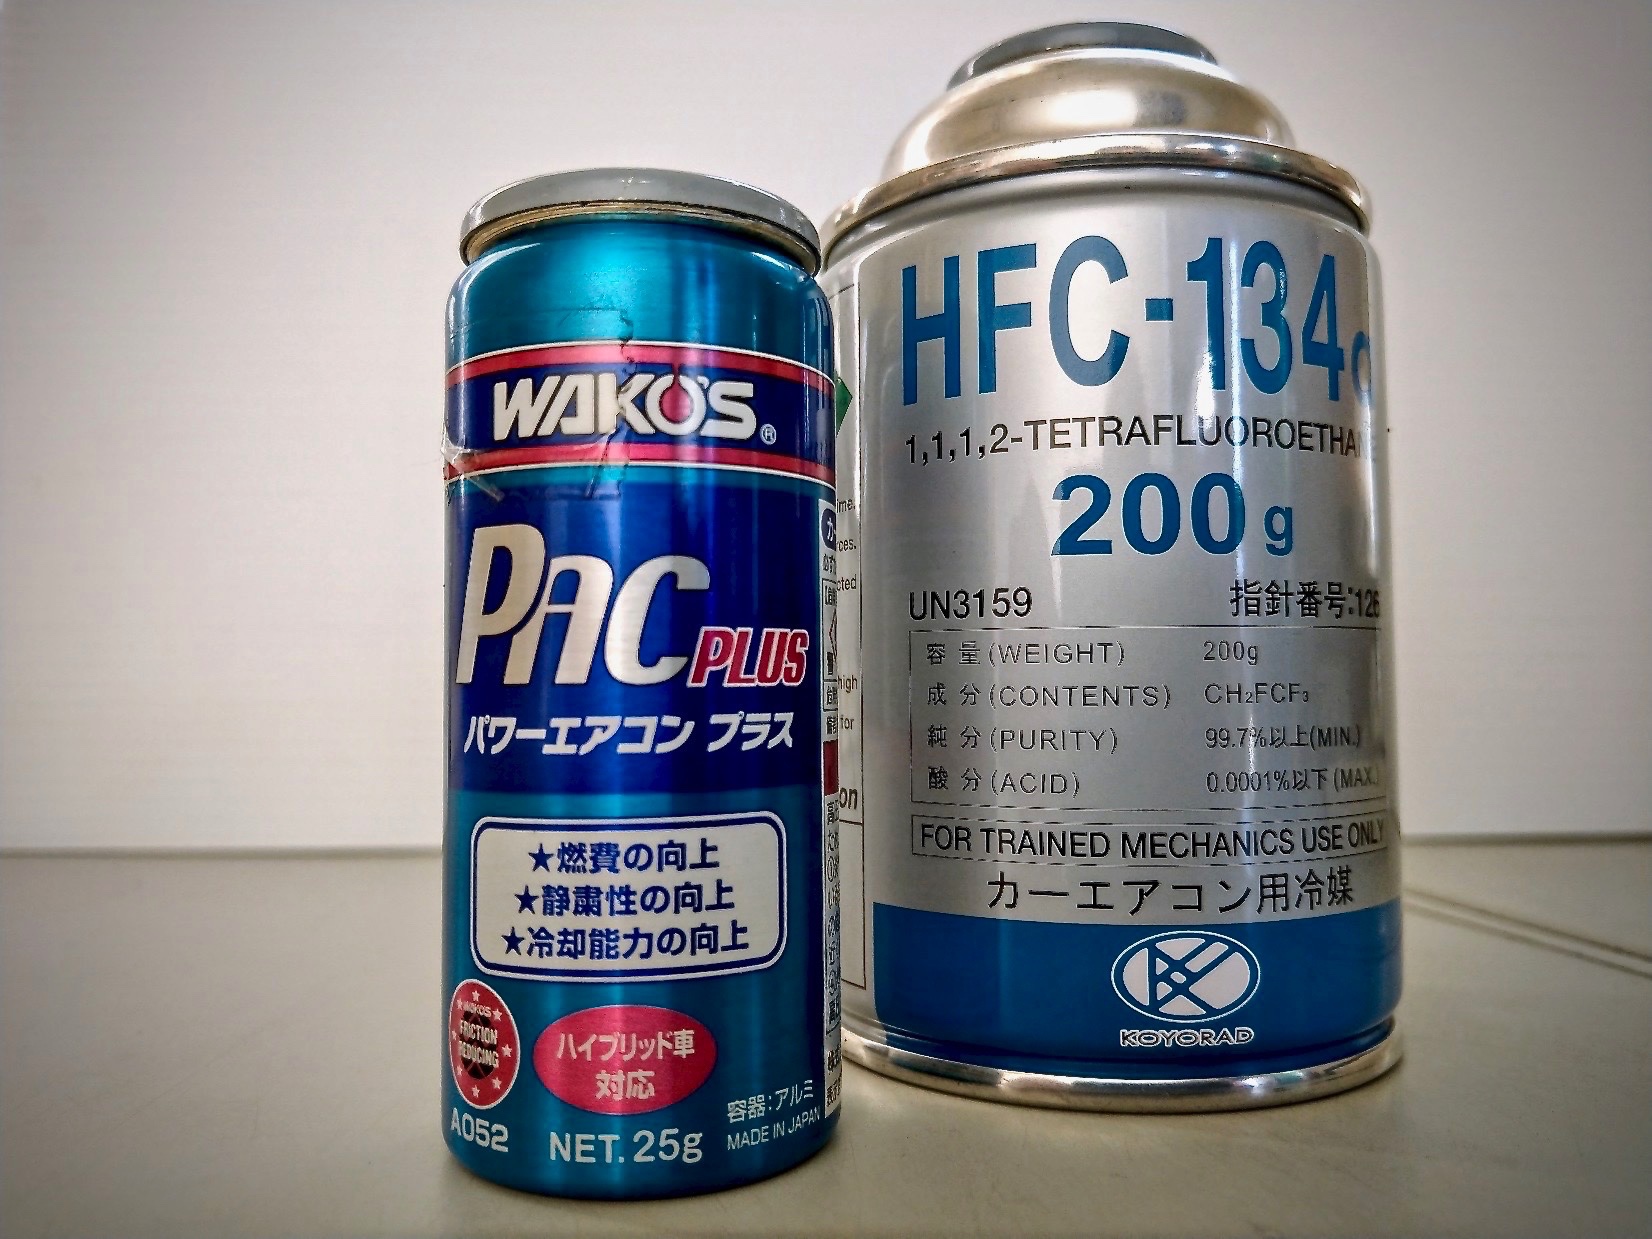 WAKO'S®
PAC PLUS
パワーエアコン プラス
★燃費の向上
★静粛性の向上
★冷却能力の向上
WAKO'S
FRICTION
REDUCING
ハイブリッド車
対応
A052
NET. 25g
容器:アルミ
MADE IN JAPAN
HFC-134a
1,1,1,2-TETRAFLUOROETHAN
200g
UN3159
指針番号:126
容量(WEIGHT) 200g
成分(CONTENTS) CH₂FCF₃
純分(PURITY) 99.7%以上(MIN.)
酸分(ACID) 0.0001%以下(MAX.)
FOR TRAINED MECHANICS USE ONLY
カーエアコン用冷媒
KOYORAD